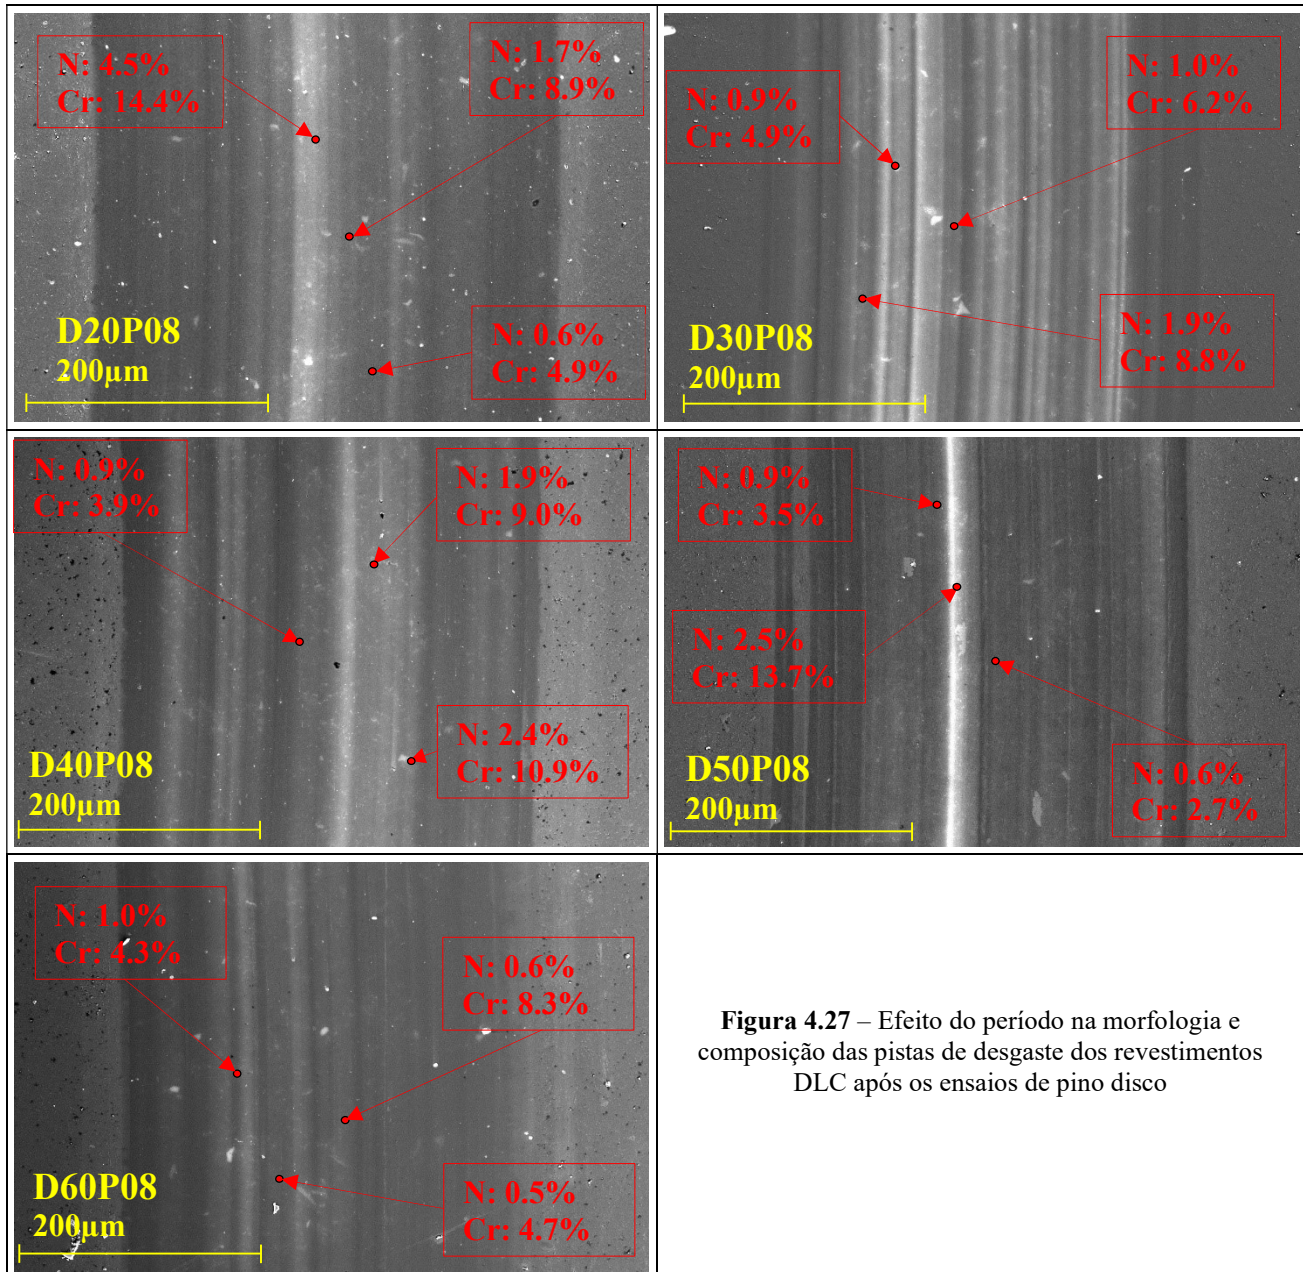 N: 4.5%
Cr: 14.4%
N: 1.7%
Cr: 8.9%
N: 0.6%
Cr: 4.9%
D20P08
200µm
N: 0.9%
Cr: 4.9%
N: 1.0%
Cr: 6.2%
N: 1.9%
Cr: 8.8%
D30P08
200µm
N: 0.9%
Cr: 3.9%
N: 1.9%
Cr: 9.0%
N: 2.4%
Cr: 10.9%
D40P08
200µm
N: 0.9%
Cr: 3.5%
N: 2.5%
Cr: 13.7%
N: 0.6%
Cr: 2.7%
D50P08
200µm
N: 1.0%
Cr: 4.3%
N: 0.6%
Cr: 8.3%
N: 0.5%
Cr: 4.7%
D60P08
200µm
Figura 4.27 – Efeito do período na morfologia e
composição das pistas de desgaste dos revestimentos
DLC após os ensaios de pino disco